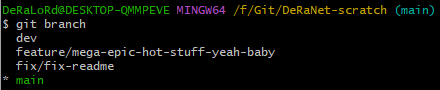 DeRaLoRd@DESKTOP-QMMPEVE MINGW64 /f/Git/DeRaNet-scratch (main)
$ git branch
  dev
  feature/mega-epic-hot-stuff-yeah-baby
  fix/fix-readme
* main